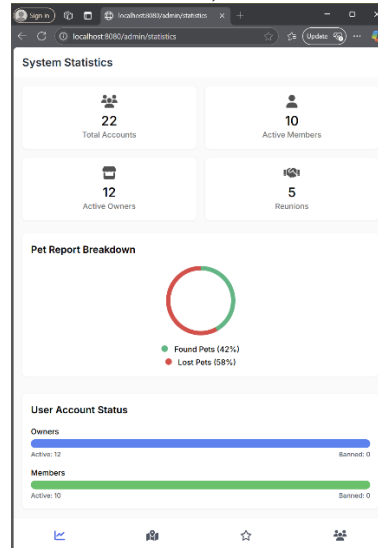 Sign in
localhost:8080/admin/statistics
localhost:8080/admin/statistics
Update
System Statistics
22
Total Accounts
10
Active Members
12
Active Owners
5
Reunions
Pet Report Breakdown
Found Pets (42%)
Lost Pets (58%)
User Account Status
Owners
Active: 12
Banned: 0
Members
Active: 10
Banned: 0